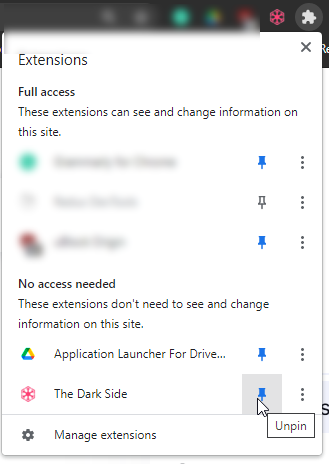 Extensions
Full access
These extensions can see and change information on
this site.
No access needed
These extensions don't need to see and change
information on this site.
Application Launcher For Drive...
The Dark Side
Unpin
Manage extensions